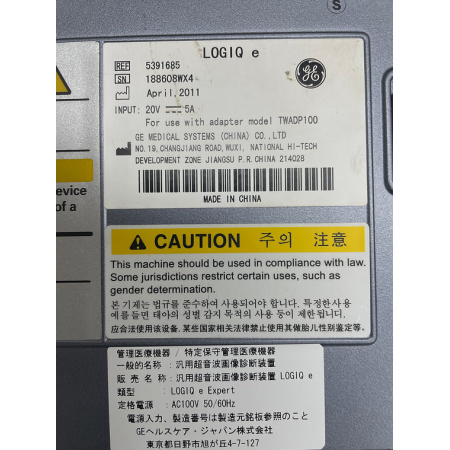 S
LOGIQ e
REF 5391685
SN 188608WX4
April,2011
INPUT: 20V 5A
For use with adapter model TWADP100
GE MEDICAL SYSTEMS (CHINA) CO.,LTD
NO.19,CHANGJIANG ROAD,WUXI, NATIONAL HI-TECH
DEVELOPMENT ZONE JIANGSU P.R.CHINA 214028
MADE IN CHINA
evice
of a
CAUTION 주의 注意
This machine should be used in compliance with law.
Some jurisdictions restrict certain uses, such as
gender determination.
본 기제는 법규를 준수하여 사용되어야 합니다. 특정한 사용
예를들면 태아의 성별 감지 목적의 사용 등이 제한됩니다.
应合法使用该设备. 某些国家相关法律禁止使用其做胎儿性别鉴定等.
管理医療機器 / 特定保守管理医療機器
一般的名称 : 汎用超音波画像診断装置
販 売 名 称 : 汎用超音波画像診断装置 LOGIQ e
類型 : LOGIQ e Expert
定格電源 : AC100V 50/60Hz
電源入力、製造番号は製造元銘板参照のこと
GEヘルスケア・ジャパン株式会社
東京都日野市旭が丘4-7-127